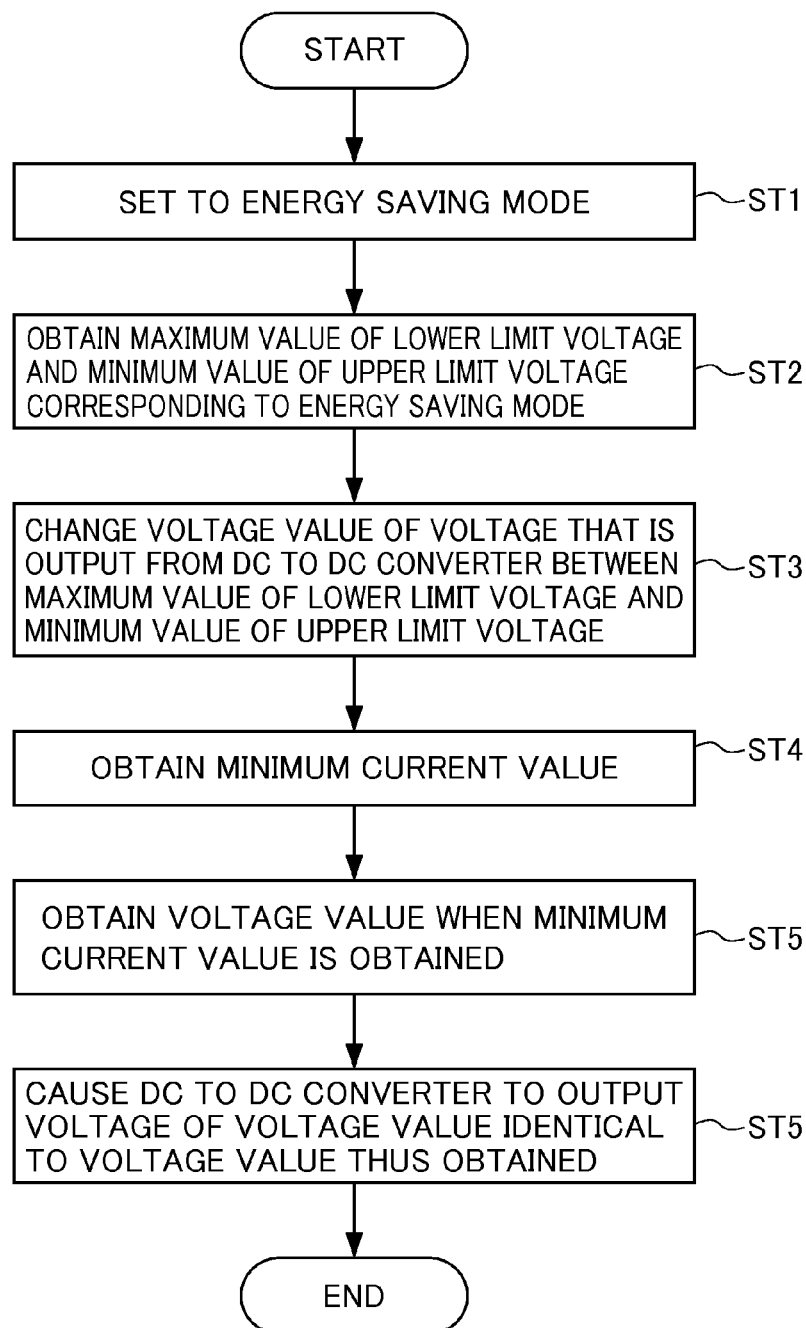 START
SET TO ENERGY SAVING MODE
ST1
OBTAIN MAXIMUM VALUE OF LOWER LIMIT VOLTAGE
AND MINIMUM VALUE OF UPPER LIMIT VOLTAGE
CORRESPONDING TO ENERGY SAVING MODE
ST2
CHANGE VOLTAGE VALUE OF VOLTAGE THAT IS
OUTPUT FROM DC TO DC CONVERTER BETWEEN
MAXIMUM VALUE OF LOWER LIMIT VOLTAGE AND
MINIMUM VALUE OF UPPER LIMIT VOLTAGE
ST3
OBTAIN MINIMUM CURRENT VALUE
ST4
OBTAIN VOLTAGE VALUE WHEN MINIMUM
CURRENT VALUE IS OBTAINED
ST5
CAUSE DC TO DC CONVERTER TO OUTPUT
VOLTAGE OF VOLTAGE VALUE IDENTICAL
TO VOLTAGE VALUE THUS OBTAINED
ST5
END